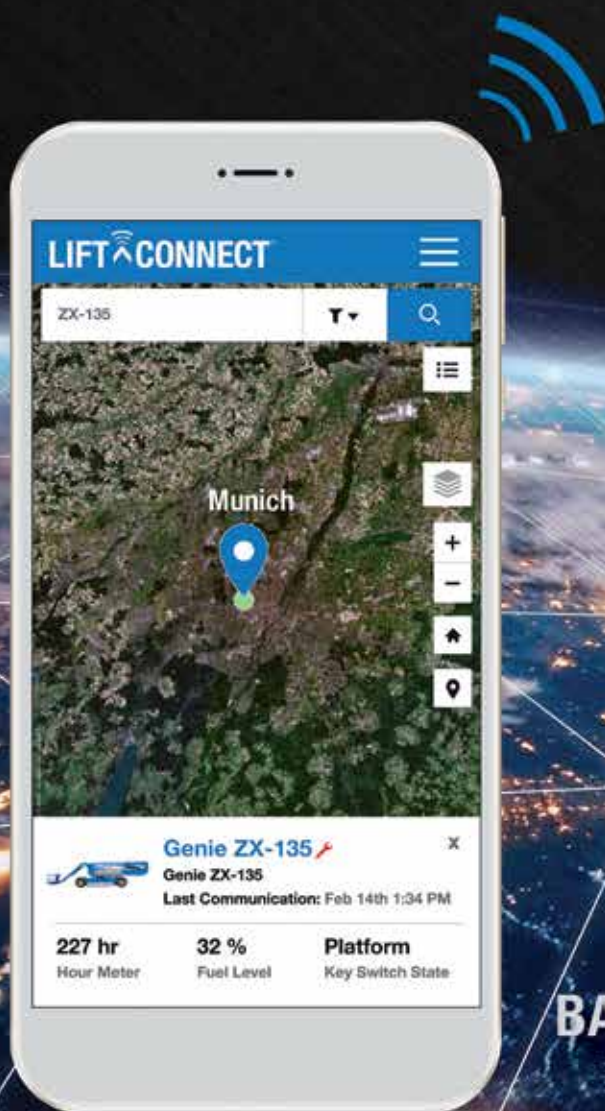 LIFT CONNECT
ZX-135
Munich
+
−
Genie ZX-135
x
Genie ZX-135
Last Communication: Feb 14th 1:34 PM
227 hr
32 %
Platform
Hour Meter
Fuel Level
Key Switch State
BA